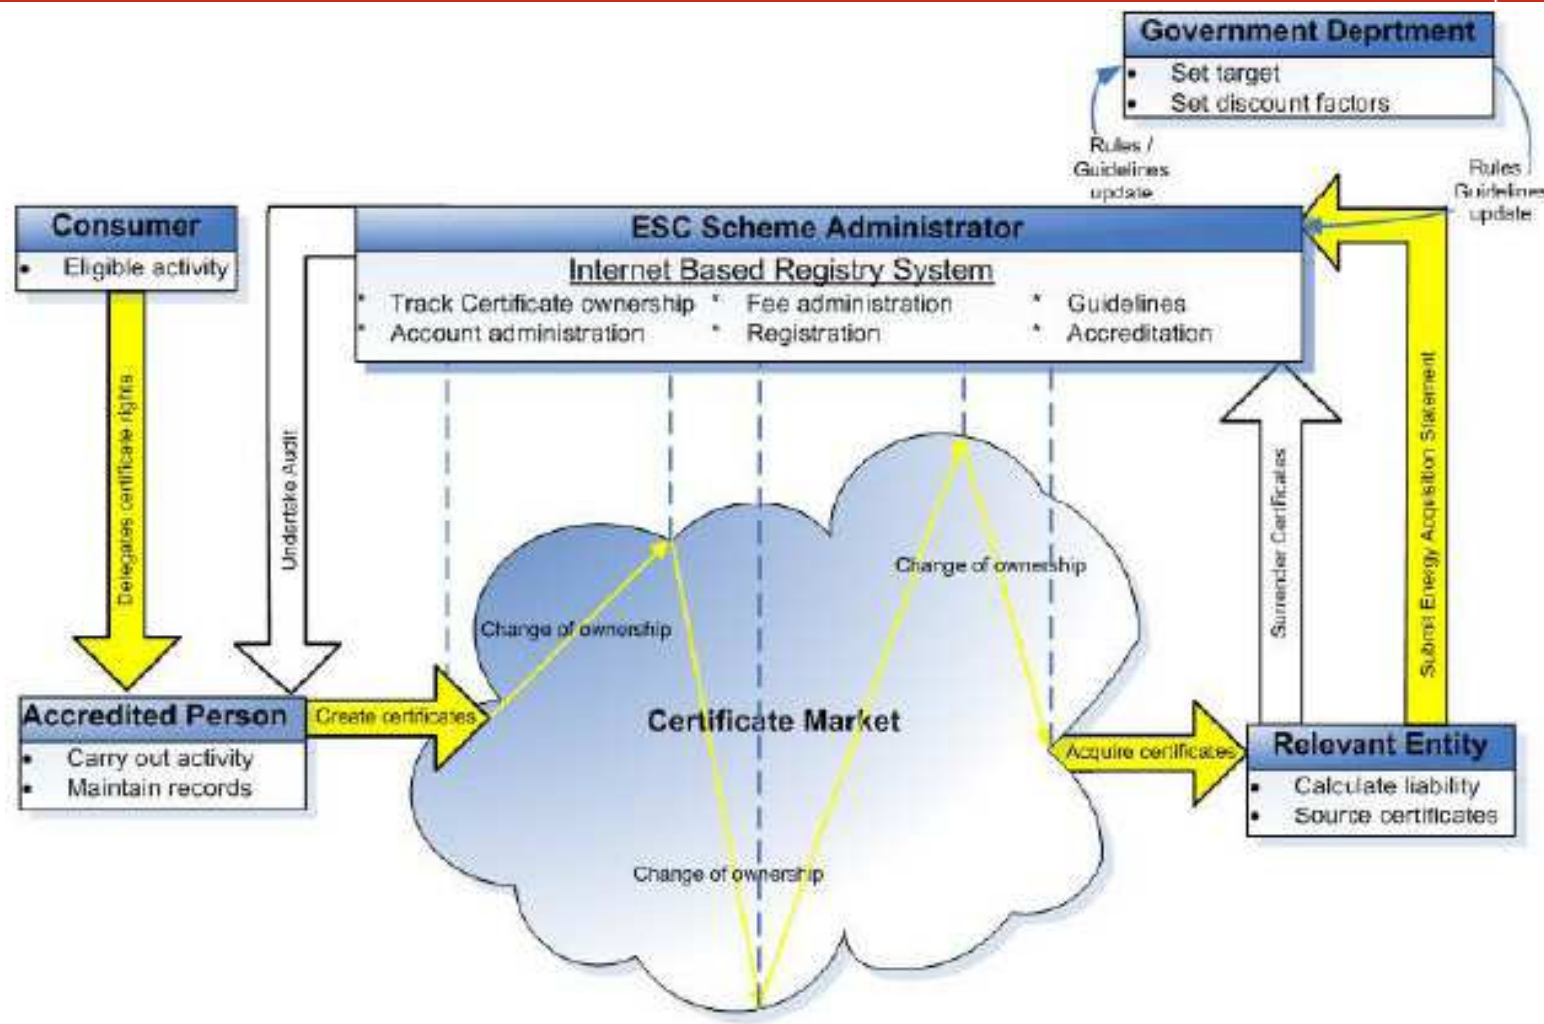 Government Deprtment
• Set target
• Set discount factors
Rules /
Guidelines
update
Rules /
Guidelines
update
Consumer
• Eligible activity
ESC Scheme Administrator
Internet Based Registry System
* Track Certificate ownership * Fee administration * Guidelines
* Account administration * Registration * Accreditation
Delegates certificate rights
Undertake Audit
Surrender Certificates
Submit Energy Acquisition Statement
Change of ownership
Change of ownership
Accredited Person
• Carry out activity
• Maintain records
Create certificates
Certificate Market
Acquire certificates
Relevant Entity
• Calculate liability
• Source certificates
Change of ownership